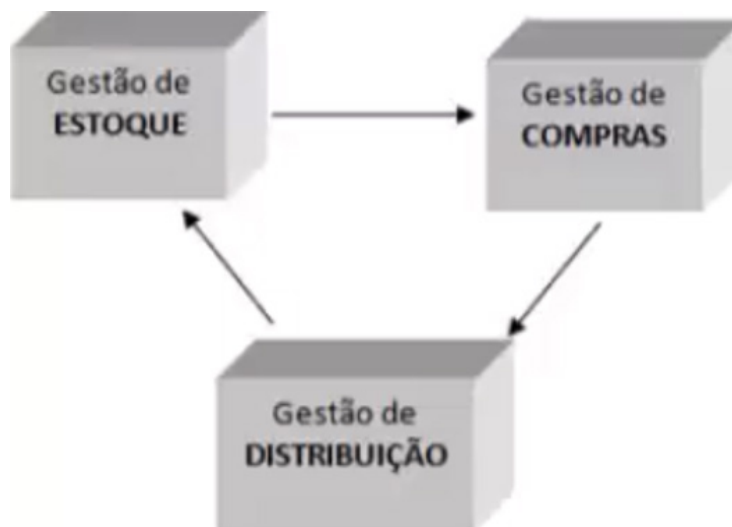 Gestão de
ESTOQUE
Gestão de
COMPRAS
Gestão de
DISTRIBUIÇÃO